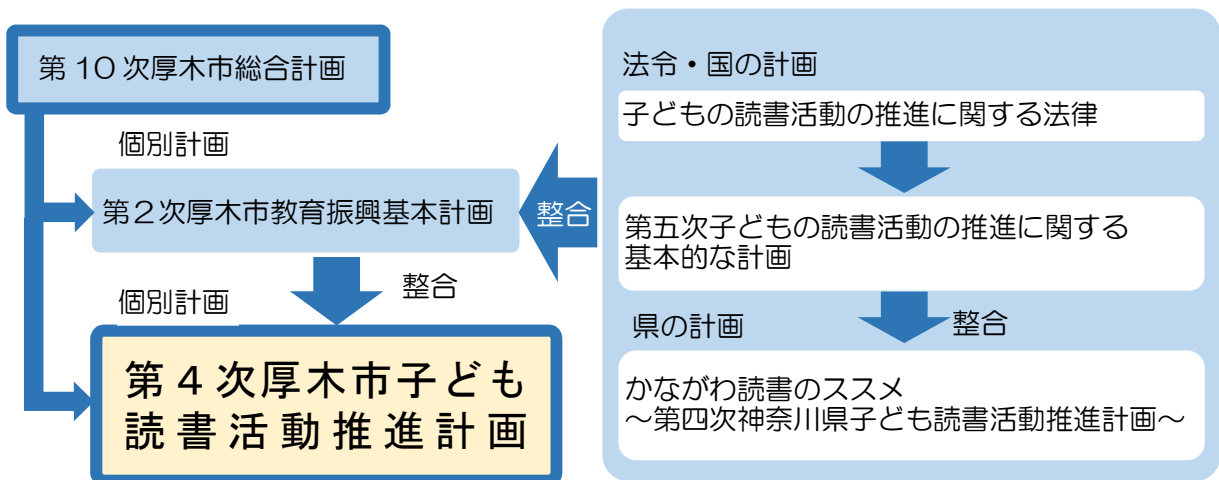 第10次厚木市総合計画
個別計画
第2次厚木市教育振興基本計画
整合
個別計画
第4次厚木市子ども
読書活動推進計画
整合
法令・国の計画
子どもの読書活動の推進に関する法律
第五次子どもの読書活動の推進に関する
基本的な計画
県の計画
整合
かながわ読書のススメ
～第四次神奈川県子ども読書活動推進計画～